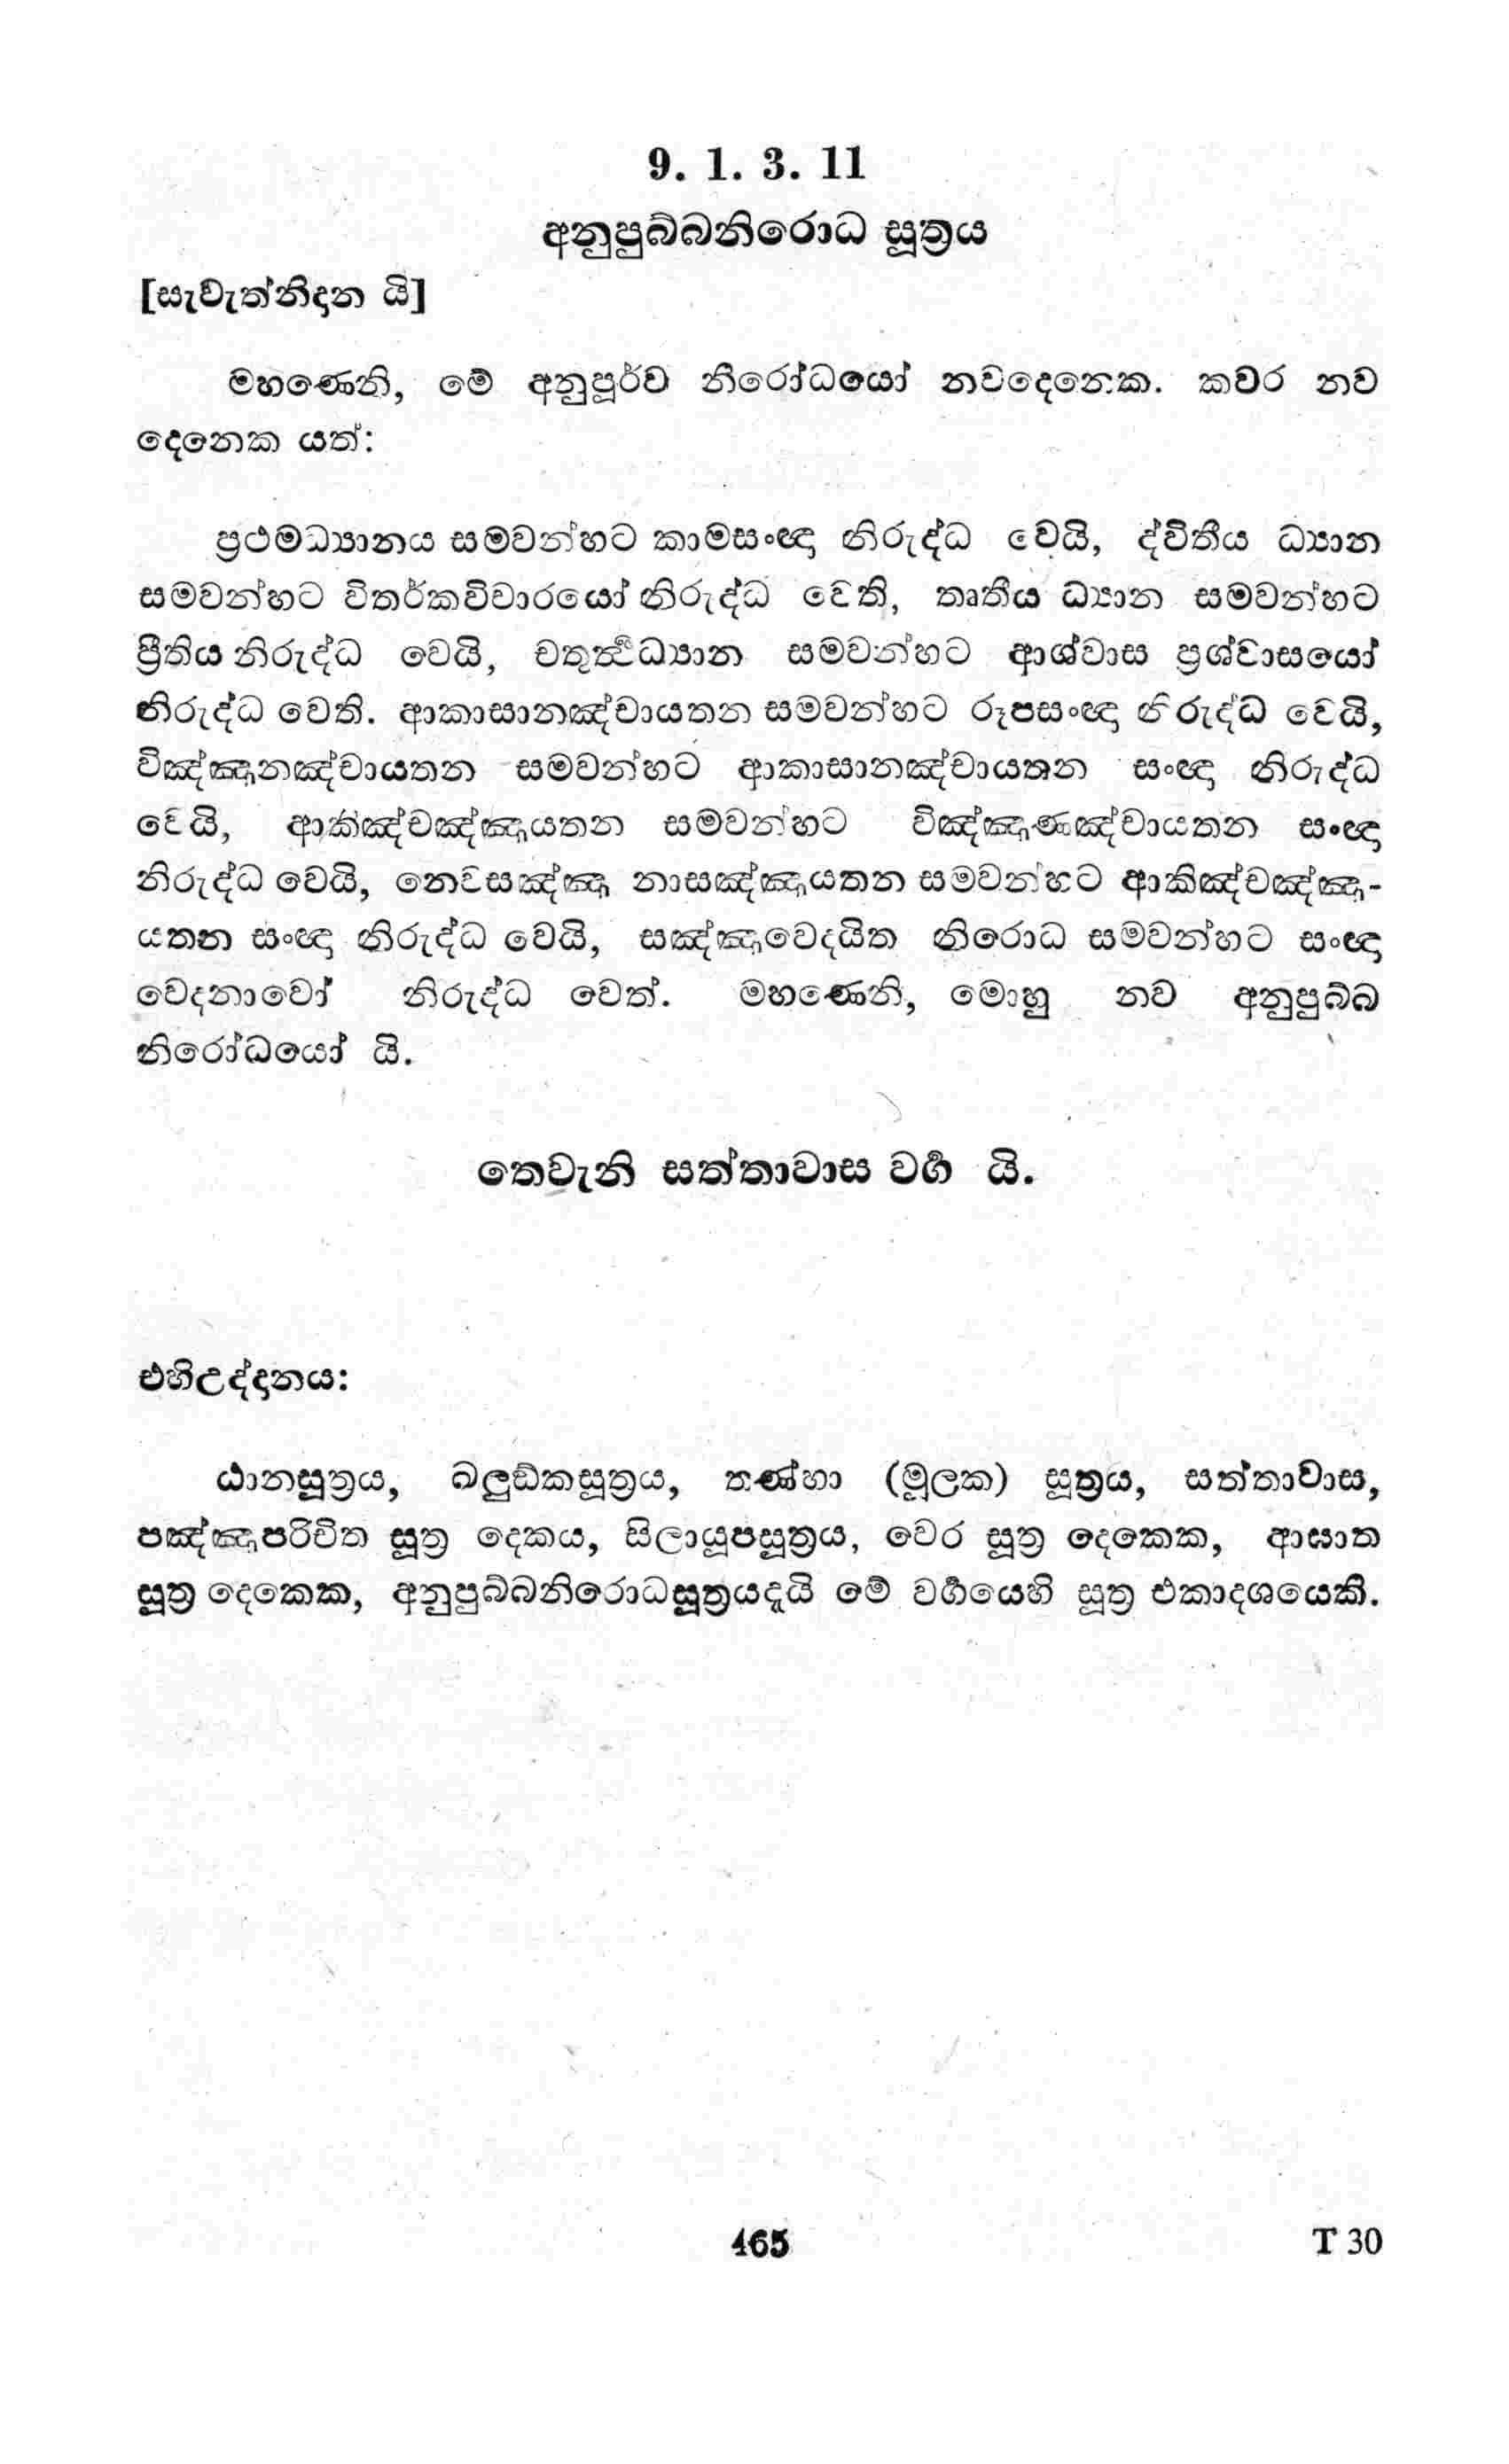 9. 1. 3. 11
අනුපුබ්බනිරොධ සූත්‍රය
[සැවැත්නිදාන යි]
මහණෙනි, මේ අනුපූර්ව නිරෝධයෝ නවදෙනෙක. කවර නව
දෙනෙක යත්:
ප්‍රථමධ්‍යානය සමවන්හට කාමසංඥා නිරුද්ධ වෙයි, ද්විතීය ධ්‍යාන
සමවන්හට විතර්කවිචාරයෝ නිරුද්ධ වෙති, තෘතීය ධ්‍යාන සමවන්හට
ප්‍රීතිය නිරුද්ධ වෙයි, චතුර්‍ත්‍ථධ්‍යාන සමවන්හට ආශ්වාස ප්‍රශ්වාසයෝ
නිරුද්ධ වෙති. ආකාසානඤ්චායතන සමවන්හට රූපසංඥා නිරුද්ධ වෙයි,
විඤ්ඤානඤ්චායතන සමවන්හට ආකාසානඤ්චායතන සංඥා නිරුද්ධ
වෙයි, ආකිඤ්චඤ්ඤායතන සමවන්හට විඤ්ඤාණඤ්චායතන සංඥා
නිරුද්ධ වෙයි, නෙවසඤ්ඤා නාසඤ්ඤායතන සමවන්හට ආකිඤ්චඤ්ඤා-
යතන සංඥා නිරුද්ධ වෙයි, සඤ්ඤාවෙදයිත නිරොධ සමවන්හට සංඥා
වෙදනාවෝ නිරුද්ධ වෙත්. මහණෙනි, මොහු නව අනුපුබ්බ
නිරෝධයෝ යි.
තෙවැනි සත්තාවාස වර්‍ග යි.
එහිඋද්දානය:
ඨානසූත්‍රය, ඛලුඞ්කසූත්‍රය, තණ්හා (මූලක) සූත්‍රය, සත්තාවාස,
පඤ්ඤාපරිචිත සූත්‍ර දෙකය, සිලායූපසූත්‍රය, වෙර සූත්‍ර දෙකෙක, ආඝාත
සූත්‍ර දෙකෙක, අනුපුබ්බනිරොධසූත්‍රයදැයි මේ වර්‍ගයෙහි සූත්‍ර එකාදශයෙකි.
465
T 30